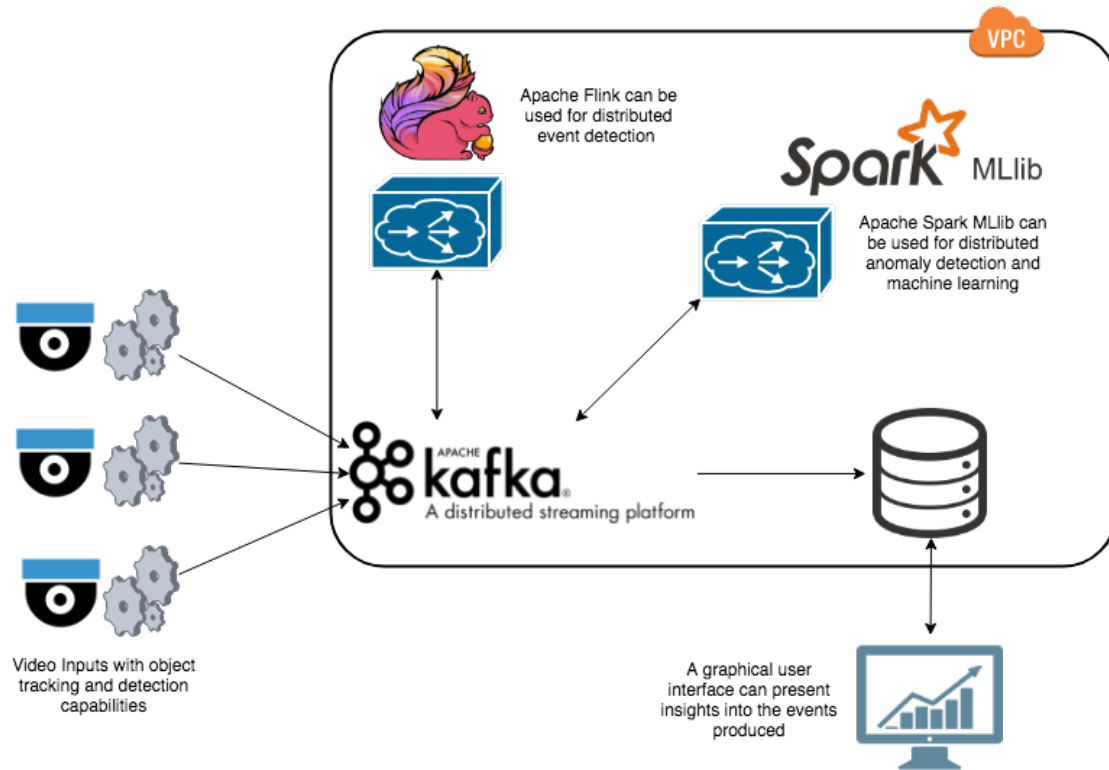 VPC
Apache Flink can be
used for distributed
event detection
Spark MLlib
Apache Spark MLlib can
be used for distributed
anomaly detection and
machine learning
APACHE
kafka®
A distributed streaming platform
Video Inputs with object
tracking and detection
capabilities
A graphical user
interface can present
insights into the events
produced